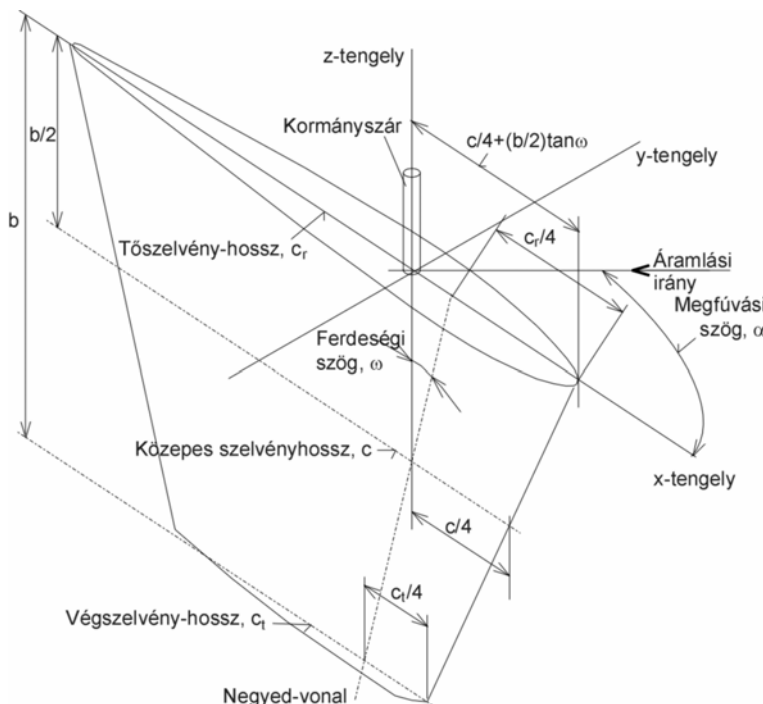 z-tengely
Kormányszár
b/2
c/4+(b/2)tanω
y-tengely
b
Tőszelvény-hossz, cᵣ
cᵣ/4
Áramlási
irány
Megfúvási
szög, α
Ferdeségi
szög, ω
Közepes szelvényhossz, c
x-tengely
c/4
cₜ/4
Végszelvény-hossz, cₜ
Negyed-vonal